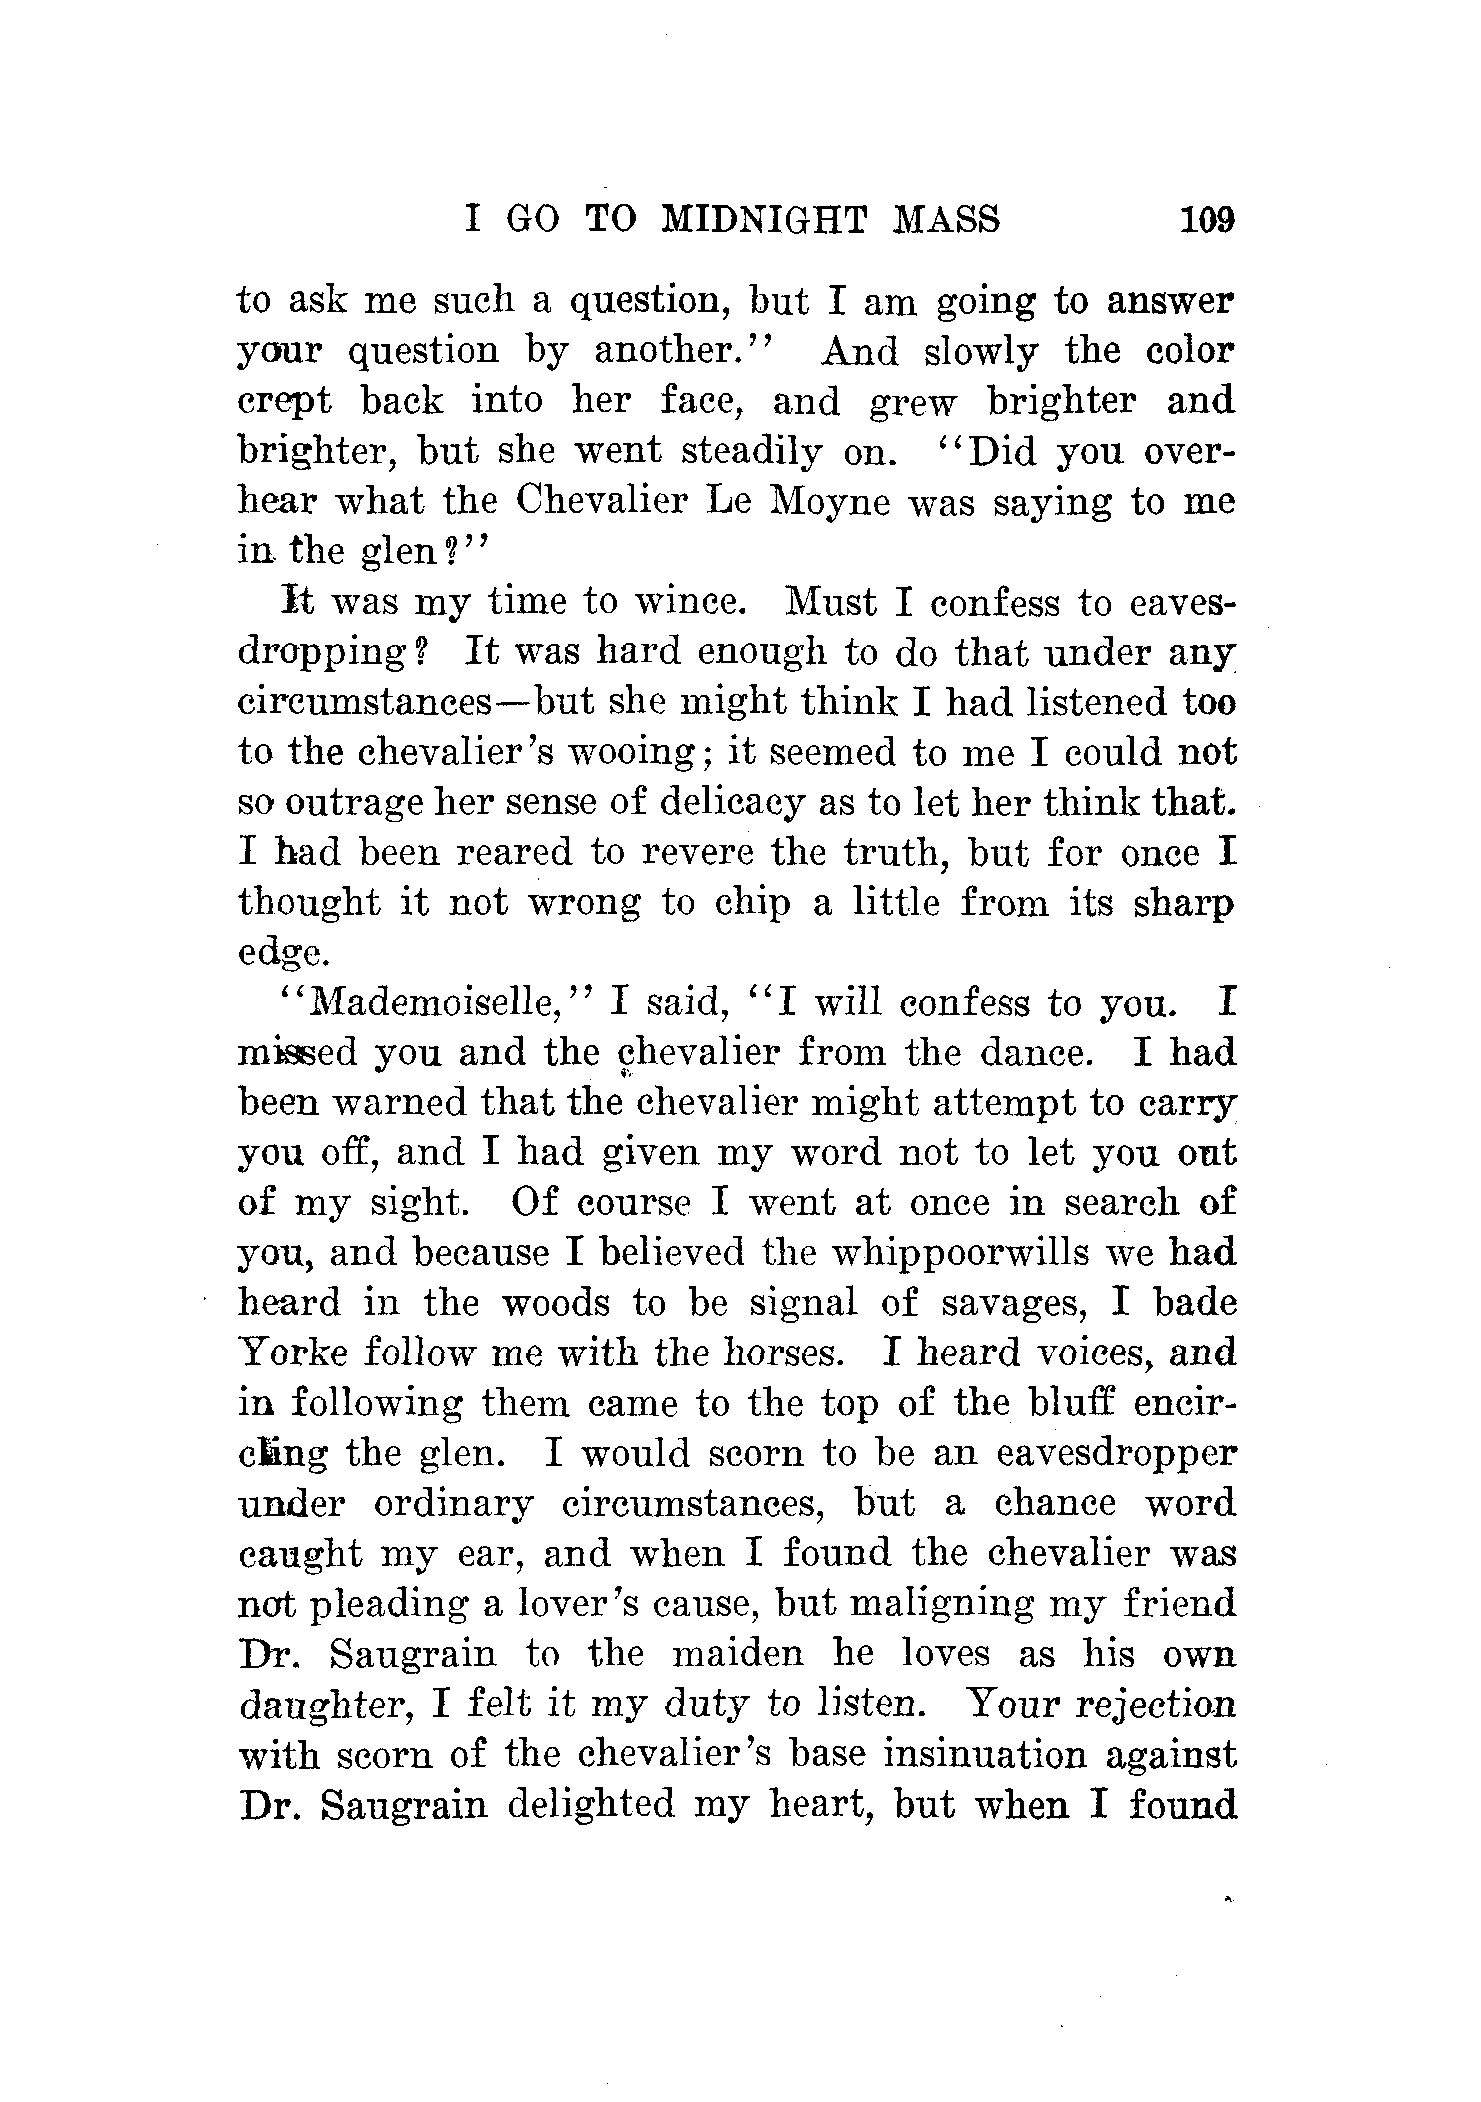 I GO TO MIDNIGHT MASS 109
to ask me such a question, but I am going to answer
your question by another.'' And slowly the color
crept back into her face, and grew brighter and
brighter, but she went steadily on. ''Did you over-
hear what the Chevalier Le Moyne was saying to me
in the glen?''
It was my time to wince. Must I confess to eaves-
dropping? It was hard enough to do that under any
circumstances—but she might think I had listened too
to the chevalier's wooing; it seemed to me I could not
so outrage her sense of delicacy as to let her think that.
I had been reared to revere the truth, but for once I
thought it not wrong to chip a little from its sharp
edge.
''Mademoiselle,'' I said, ''I will confess to you. I
missed you and the chevalier from the dance. I had
been warned that the chevalier might attempt to carry
you off, and I had given my word not to let you out
of my sight. Of course I went at once in search of
you, and because I believed the whippoorwills we had
heard in the woods to be signal of savages, I bade
Yorke follow me with the horses. I heard voices, and
in following them came to the top of the bluff encir-
cling the glen. I would scorn to be an eavesdropper
under ordinary circumstances, but a chance word
caught my ear, and when I found the chevalier was
not pleading a lover's cause, but maligning my friend
Dr. Saugrain to the maiden he loves as his own
daughter, I felt it my duty to listen. Your rejection
with scorn of the chevalier's base insinuation against
Dr. Saugrain delighted my heart, but when I found